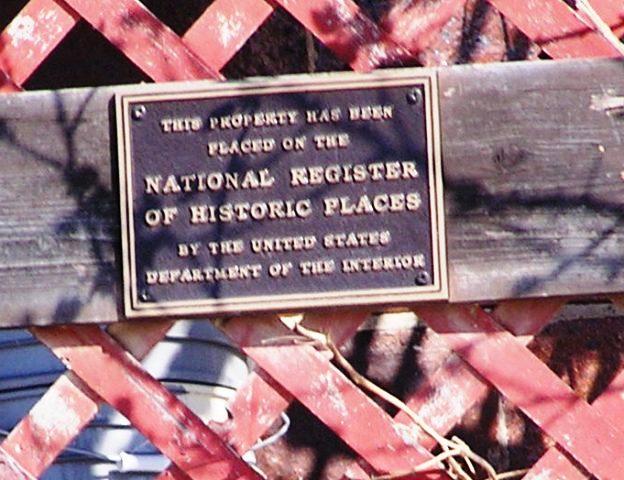 THIS PROPERTY HAS BEEN
PLACED ON THE
NATIONAL REGISTER
OF HISTORIC PLACES
BY THE UNITED STATES
DEPARTMENT OF THE INTERIOR